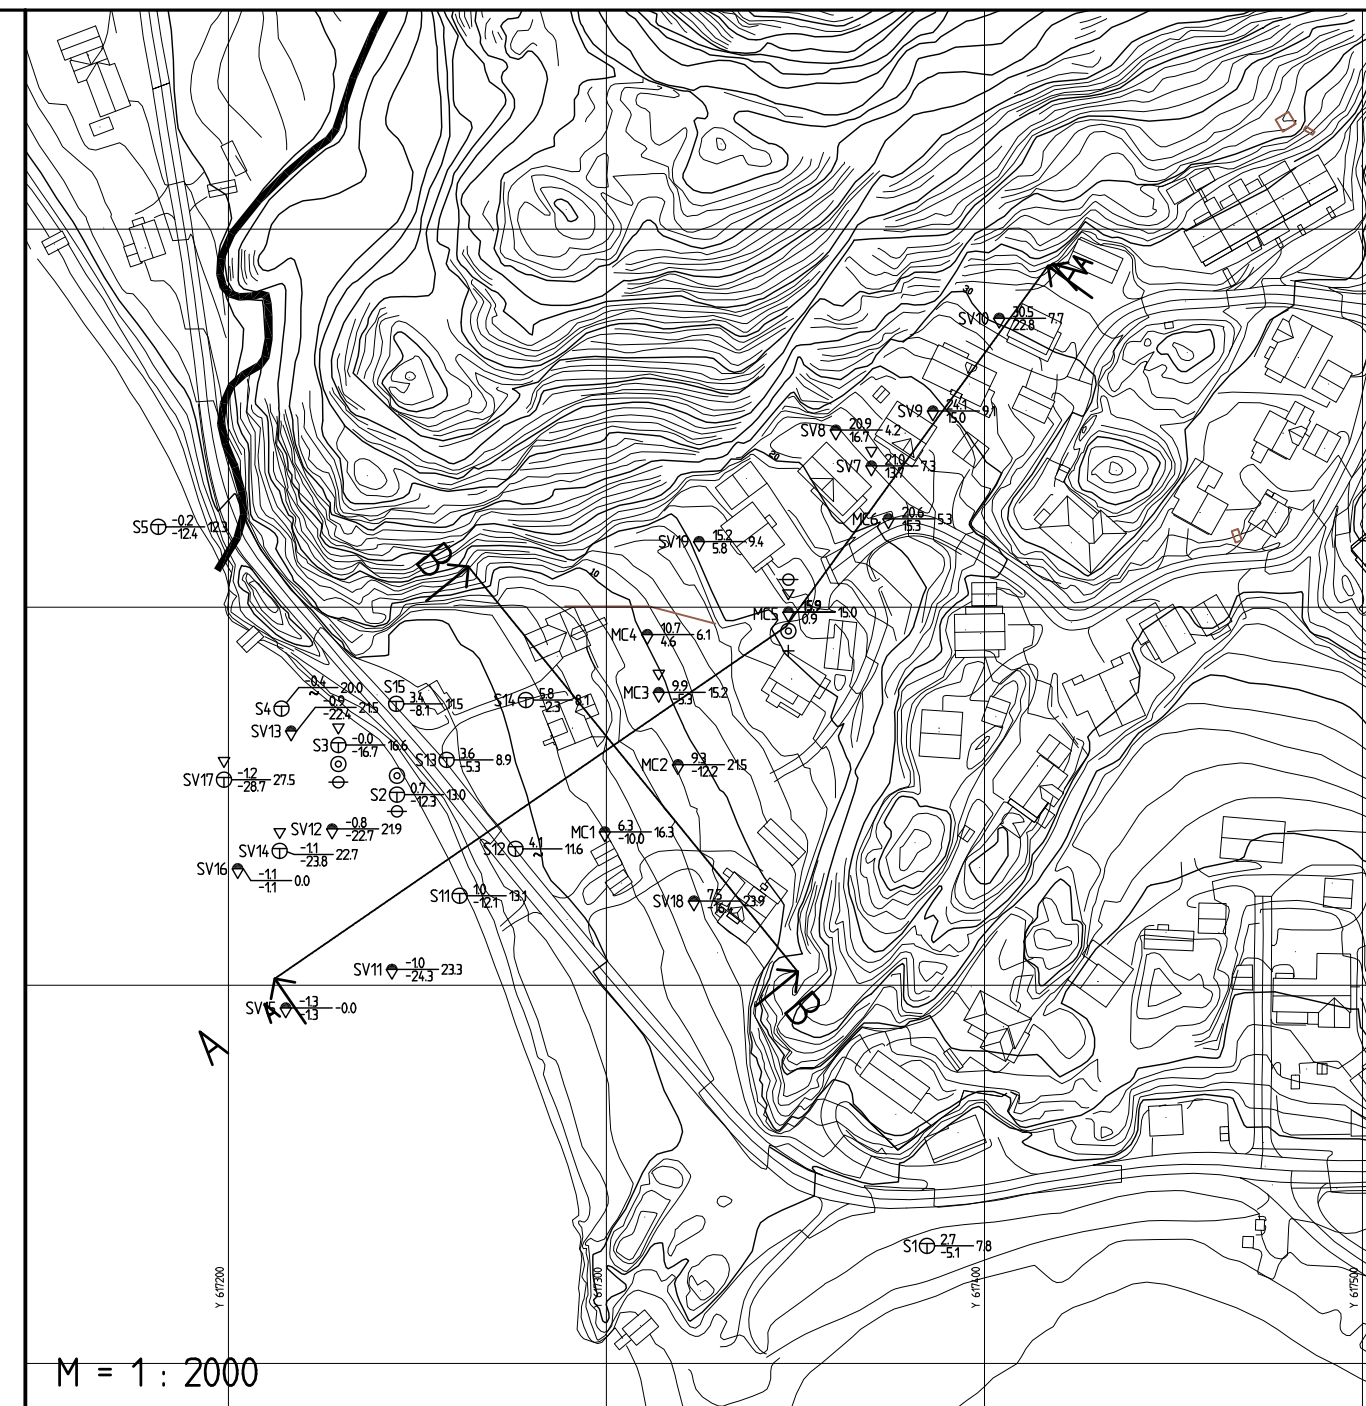 A
30
SV10 30.5 7.7
22.8
SV9 24.1 9.1
15.0
SV8 20.9 4.2
16.7
20
SV7 21.0 7.3
13.7
MC6 20.6 5.3
15.3
S5 -0.2 12.3
-12.4
SV19 15.2 9.4
5.8
B
10
MC5 15.9 15.0
0.9
MC4 10.7 6.1
4.6
S4 -0.4 20.0
~
S15 3.4 11.5
-8.1
S14 5.8 8.1
-2.3
MC3 9.9 15.2
-5.3
SV13 -0.9 21.5
-22.4
S3 -0.0 16.6
-16.7
S13 3.6 8.9
-5.3
MC2 9.3 21.5
-12.2
SV17 -1.2 27.5
-28.7
S2 0.7 13.0
-12.3
SV12 -0.8 21.9
-22.7
MC1 6.3 16.3
-10.0
SV14 -1.1 22.7
-23.8
S12 4.1 11.6
~
SV16 -1.1 0.0
-1.1
S11 1.0 13.1
-12.1
SV18 7.5 23.9
-16.4
SV11 -1.0 23.3
-24.3
SV15 -1.3 -0.0
-1.3
A
B
A
S1 2.7 7.8
-5.1
Y 617200
Y 617300
Y 617400
Y 617500
M = 1 : 2000